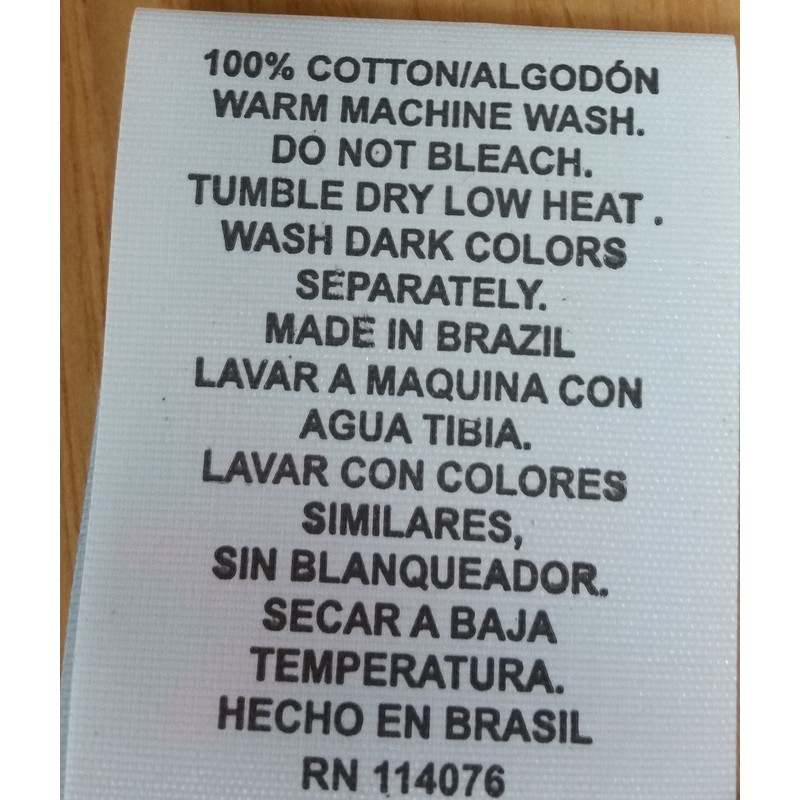 100% COTTON/ALGODÓN
WARM MACHINE WASH.
DO NOT BLEACH.
TUMBLE DRY LOW HEAT .
WASH DARK COLORS
SEPARATELY.
MADE IN BRAZIL
LAVAR A MAQUINA CON
AGUA TIBIA.
LAVAR CON COLORES
SIMILARES,
SIN BLANQUEADOR.
SECAR A BAJA
TEMPERATURA.
HECHO EN BRASIL
RN 114076